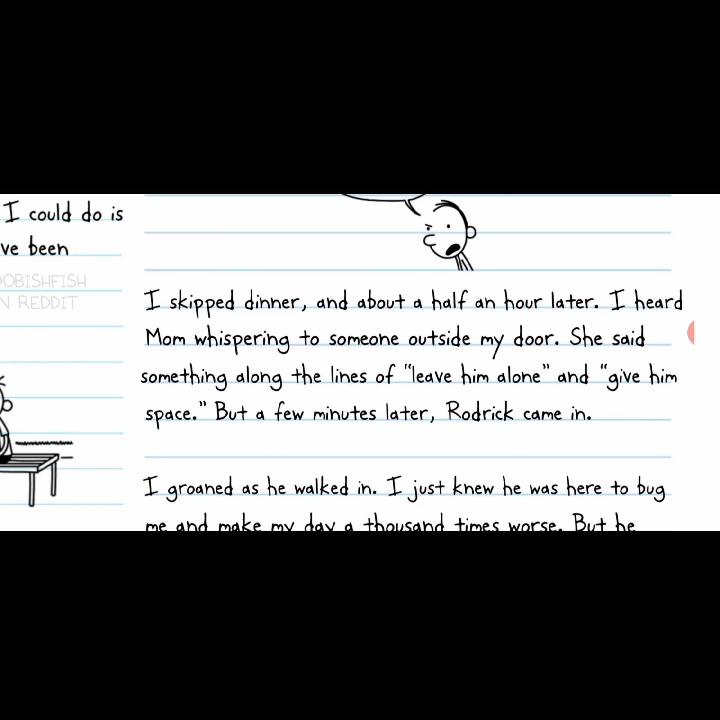 I could do is
ve been
OOBISHFISH
N REDDIT
I skipped dinner, and about a half an hour later. I heard
Mom whispering to someone outside my door. She said
something along the lines of "leave him alone" and "give him
space." But a few minutes later, Rodrick came in.
I groaned as he walked in. I just knew he was here to bug
me and make my day a thousand times worse. But he